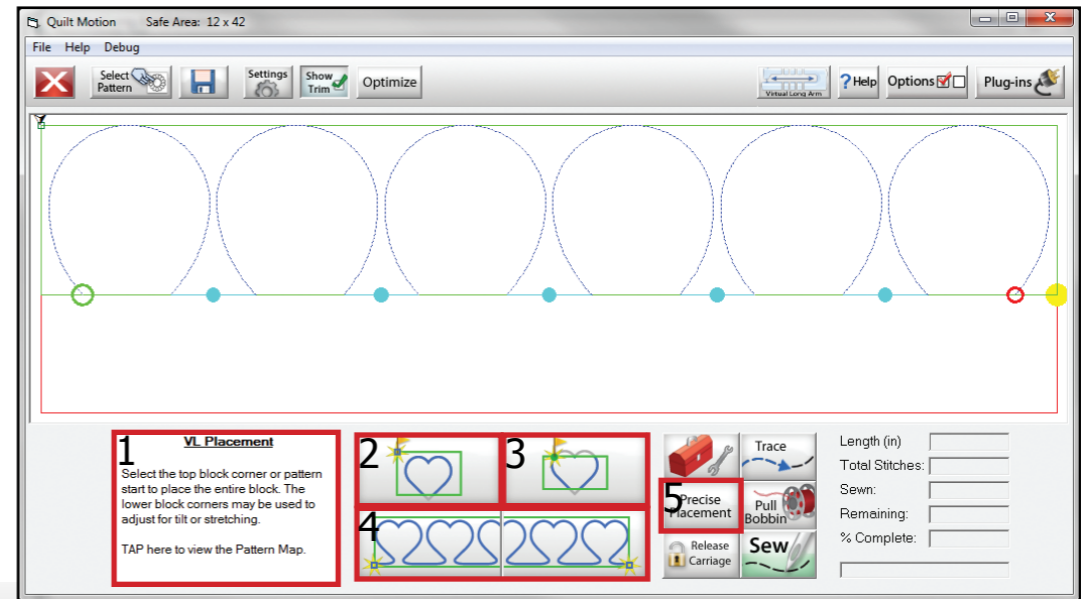 Quilt Motion Safe Area: 12 x 42
File Help Debug
Select Pattern
Settings
Show Trim
Optimize
Virtual Long Arm
? Help
Options
Plug-ins
1
VL Placement
Select the top block corner or pattern
start to place the entire block. The
lower block corners may be used to
adjust for tilt or stretching.
TAP here to view the Pattern Map.
2
3
4
Trace
5
Precise
Placement
Pull
Bobbin
Release
Carriage
Sew
Length (in)
Total Stitches:
Sewn:
Remaining:
% Complete: